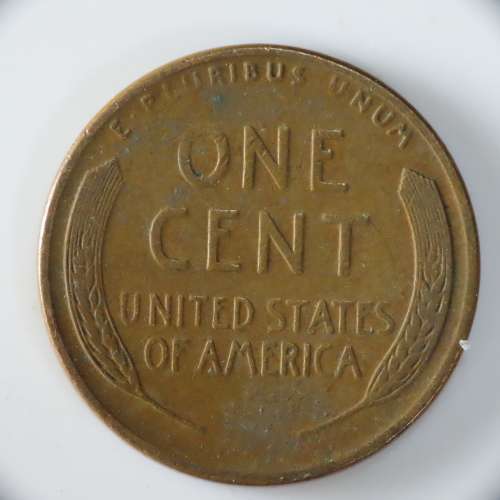 E PLURIBUS UNUM
ONE
CENT
UNITED STATES
OF AMERICA